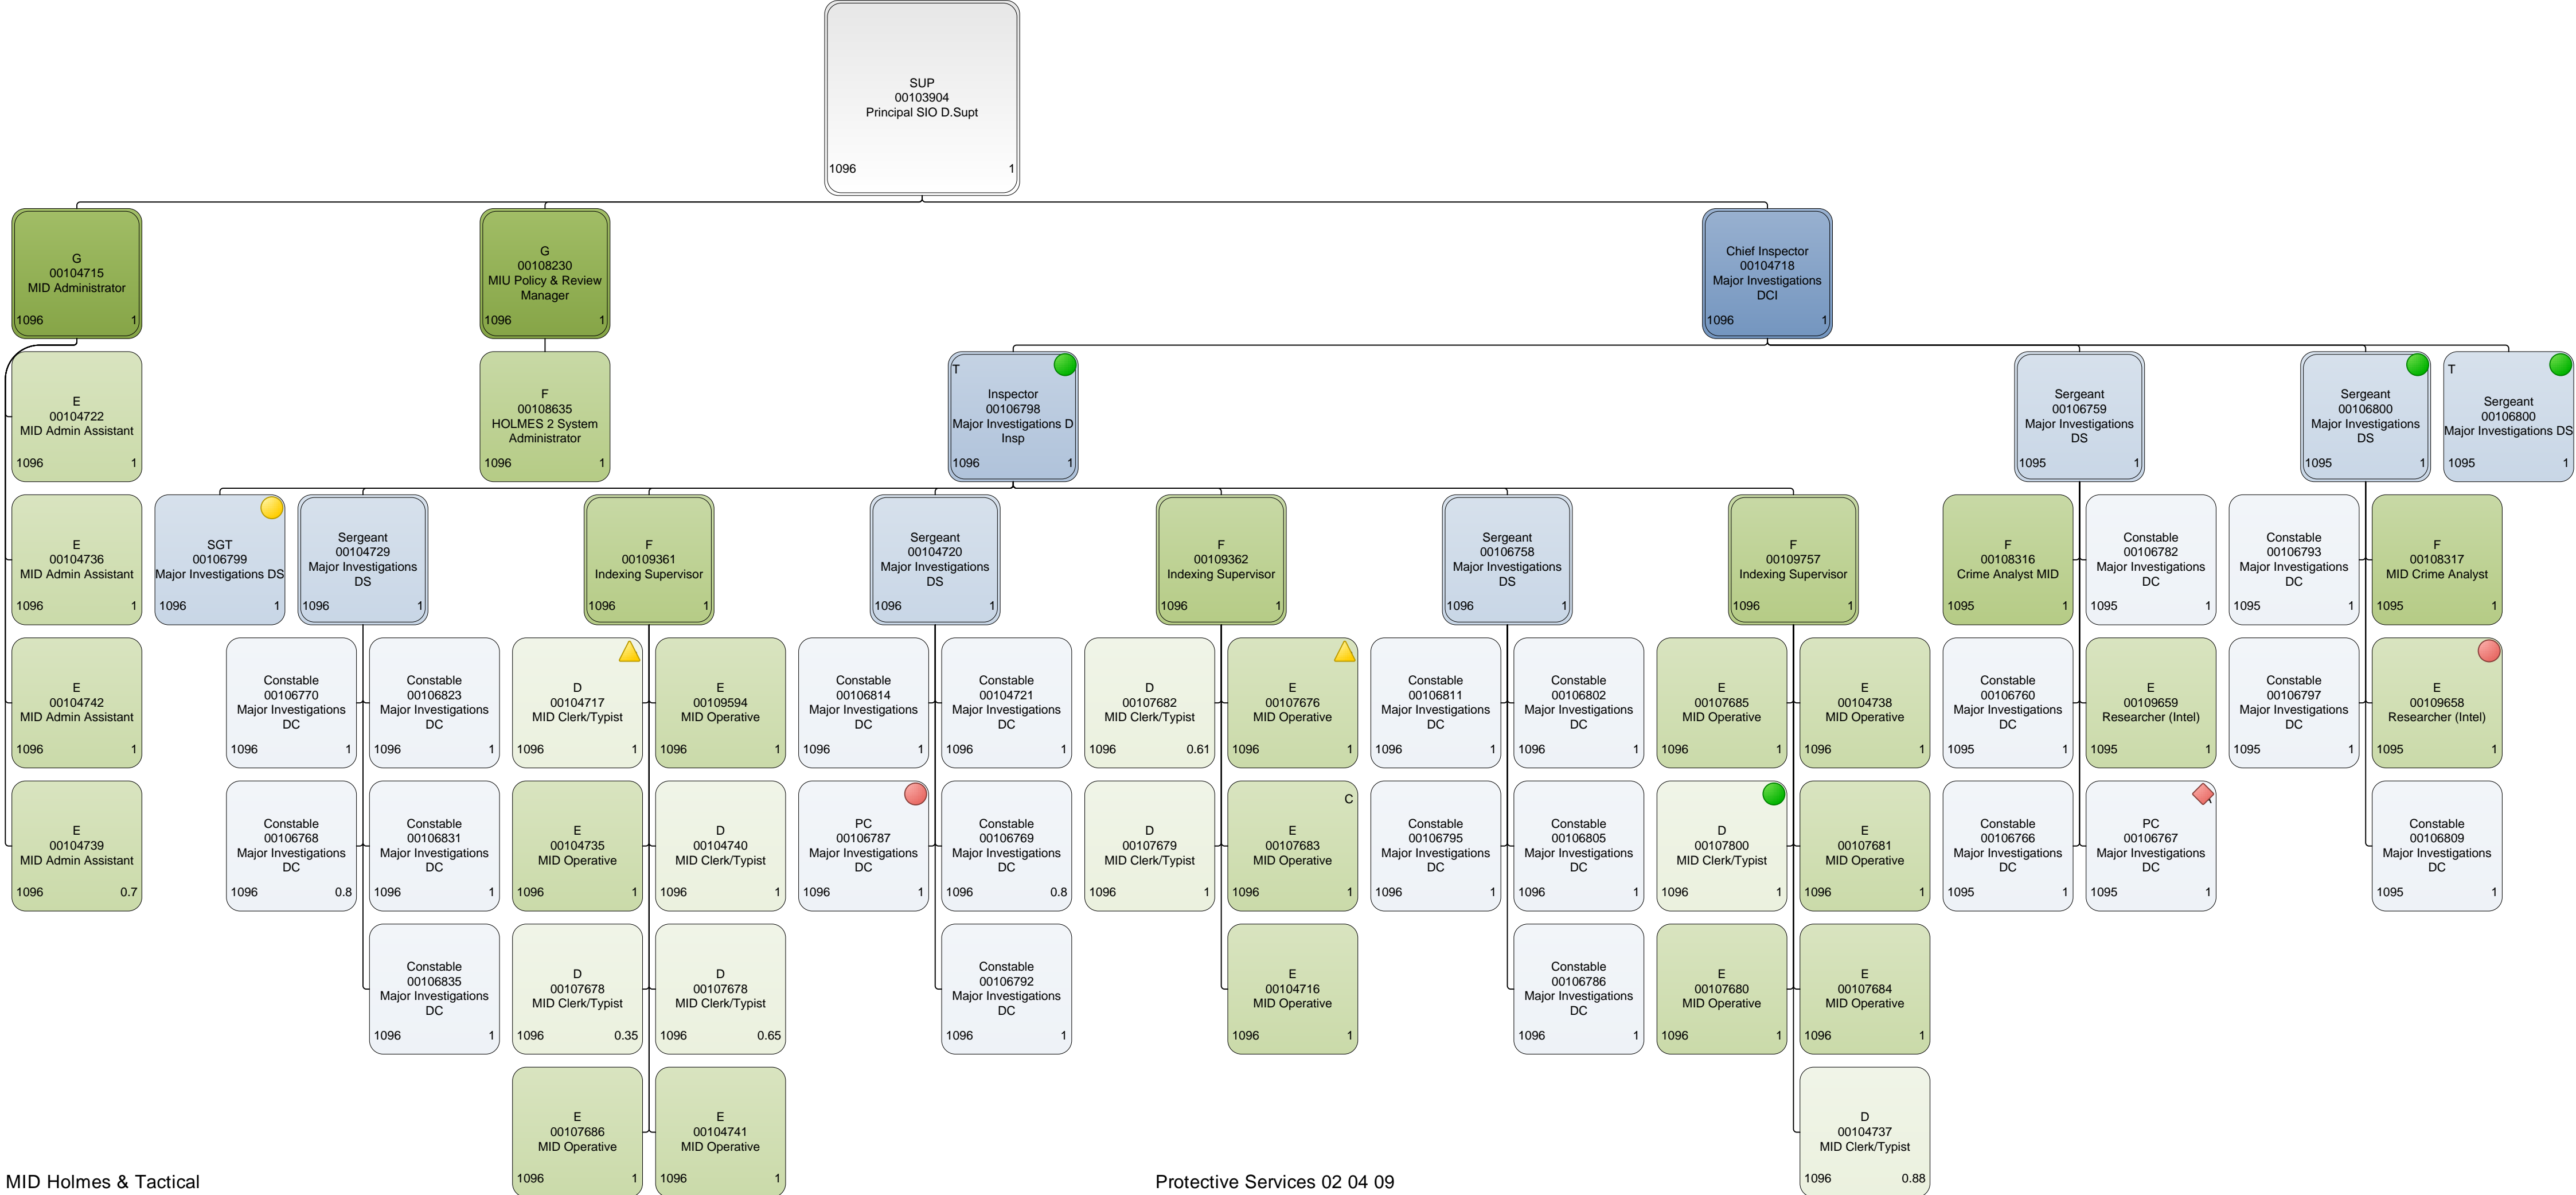 SUP
00103904
Principal SIO D.Supt
1096 1
G
00104715
MID Administrator
1096 1
G
00108230
MIU Policy & Review
Manager
1096 1
Chief Inspector
00104718
Major Investigations
DCI
1096 1
E
00104722
MID Admin Assistant
1096 1
F
00108635
HOLMES 2 System
Administrator
1096 1
T
Inspector
00106798
Major Investigations D
Insp
1096 1
Sergeant
00106759
Major Investigations
DS
1095 1
Sergeant
00106800
Major Investigations
DS
1095 1
T
Sergeant
00106800
Major Investigations DS
1095 1
E
00104736
MID Admin Assistant
1096 1
SGT
00106799
Major Investigations DS
1096 1
Sergeant
00104729
Major Investigations
DS
1096 1
F
00109361
Indexing Supervisor
1096 1
Sergeant
00104720
Major Investigations
DS
1096 1
F
00109362
Indexing Supervisor
1096 1
Sergeant
00106758
Major Investigations
DS
1096 1
F
00109757
Indexing Supervisor
1096 1
F
00108316
Crime Analyst MID
1095 1
Constable
00106782
Major Investigations
DC
1095 1
Constable
00106793
Major Investigations
DC
1095 1
F
00108317
MID Crime Analyst
1095 1
E
00104742
MID Admin Assistant
1096 1
Constable
00106770
Major Investigations
DC
1096 1
Constable
00106823
Major Investigations
DC
1096 1
D
00104717
MID Clerk/Typist
1096 1
E
00109594
MID Operative
1096 1
Constable
00106814
Major Investigations
DC
1096 1
Constable
00104721
Major Investigations
DC
1096 1
D
00107682
MID Clerk/Typist
1096 0.61
E
00107676
MID Operative
1096 1
Constable
00106811
Major Investigations
DC
1096 1
Constable
00106802
Major Investigations
DC
1096 1
E
00107685
MID Operative
1096 1
E
00104738
MID Operative
1096 1
Constable
00106760
Major Investigations
DC
1095 1
E
00109659
Researcher (Intel)
1095 1
Constable
00106797
Major Investigations
DC
1095 1
E
00109658
Researcher (Intel)
1095 1
E
00104739
MID Admin Assistant
1096 0.7
Constable
00106768
Major Investigations
DC
1096 0.8
Constable
00106831
Major Investigations
DC
1096 1
E
00104735
MID Operative
1096 1
D
00104740
MID Clerk/Typist
1096 1
PC
00106787
Major Investigations
DC
1096 1
Constable
00106769
Major Investigations
DC
1096 0.8
D
00107679
MID Clerk/Typist
1096 1
C
E
00107683
MID Operative
1096 1
Constable
00106795
Major Investigations
DC
1096 1
Constable
00106805
Major Investigations
DC
1096 1
D
00107800
MID Clerk/Typist
1096 1
E
00107681
MID Operative
1096 1
Constable
00106766
Major Investigations
DC
1095 1
PC
00106767
Major Investigations
DC
1095 1
Constable
00106809
Major Investigations
DC
1095 1
Constable
00106835
Major Investigations
DC
1096 1
D
00107678
MID Clerk/Typist
1096 0.35
D
00107678
MID Clerk/Typist
1096 0.65
Constable
00106792
Major Investigations
DC
1096 1
E
00104716
MID Operative
1096 1
Constable
00106786
Major Investigations
DC
1096 1
E
00107680
MID Operative
1096 1
E
00107684
MID Operative
1096 1
E
00107686
MID Operative
1096 1
E
00104741
MID Operative
1096 1
D
00104737
MID Clerk/Typist
1096 0.88
MID Holmes & Tactical
Protective Services 02 04 09